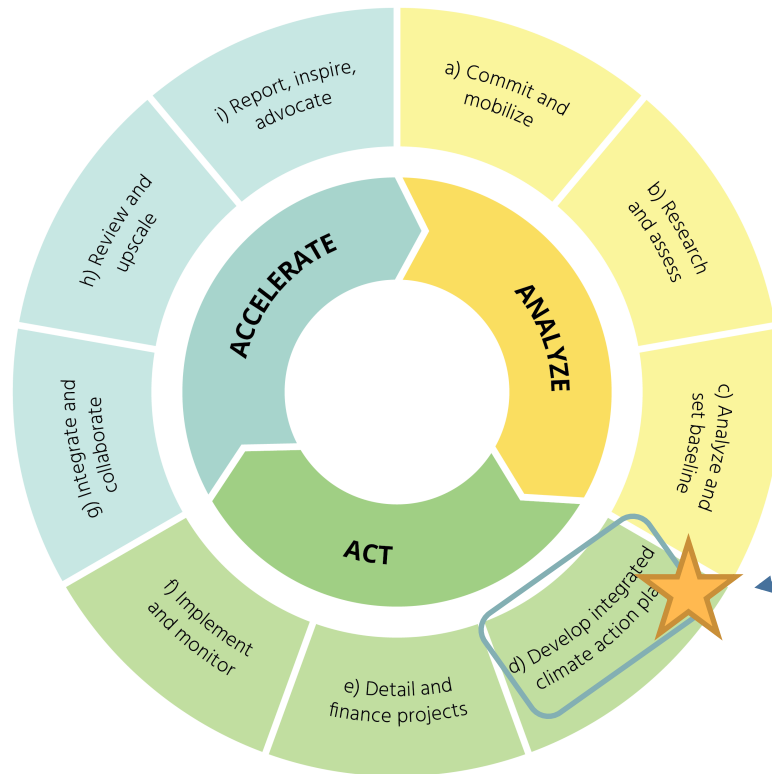 a) Commit and
mobilize
b) Research
and assess
c) Analyze and
set baseline
d) Develop integrated
climate action
e) Detail and
finance projects
f) Implement
and monitor
g) Integrate and
collaborate
h) Review and
upscale
i) Report, inspire,
advocate
ANALYZE
ACT
ACCELERATE